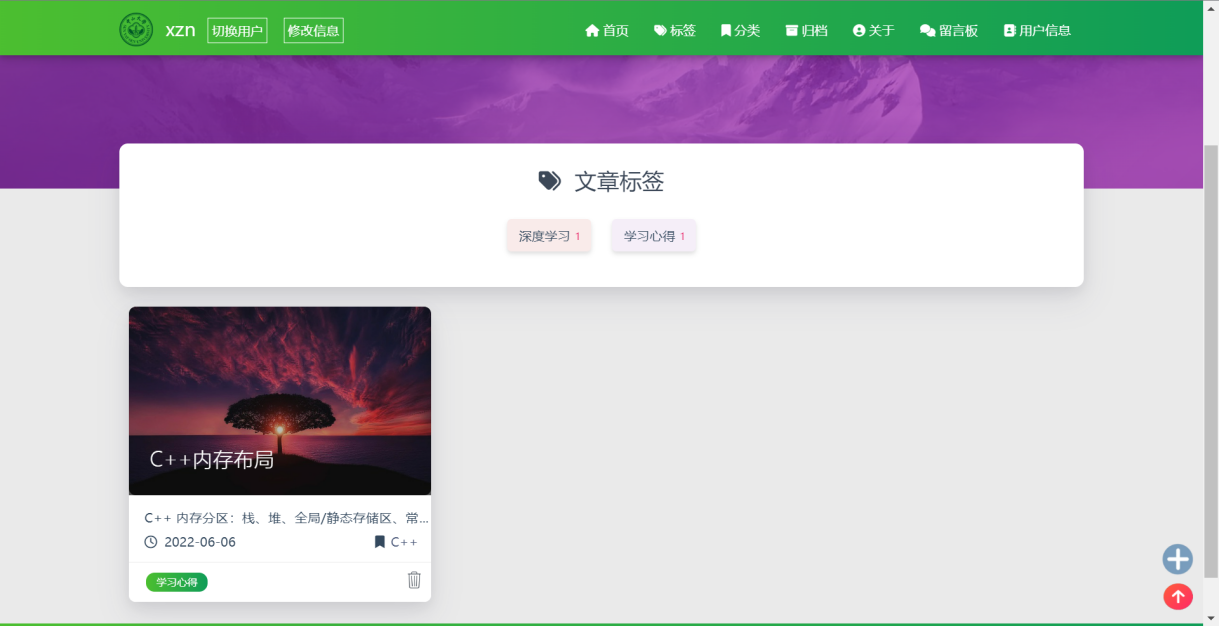 xzn 切换用户 修改信息 首页 标签 分类 归档 关于 留言板 用户信息
文章标签
深度学习 1 学习心得 1
C++内存布局
C++ 内存分区：栈、堆、全局/静态存储区、常...
2022-06-06 C++
学习心得